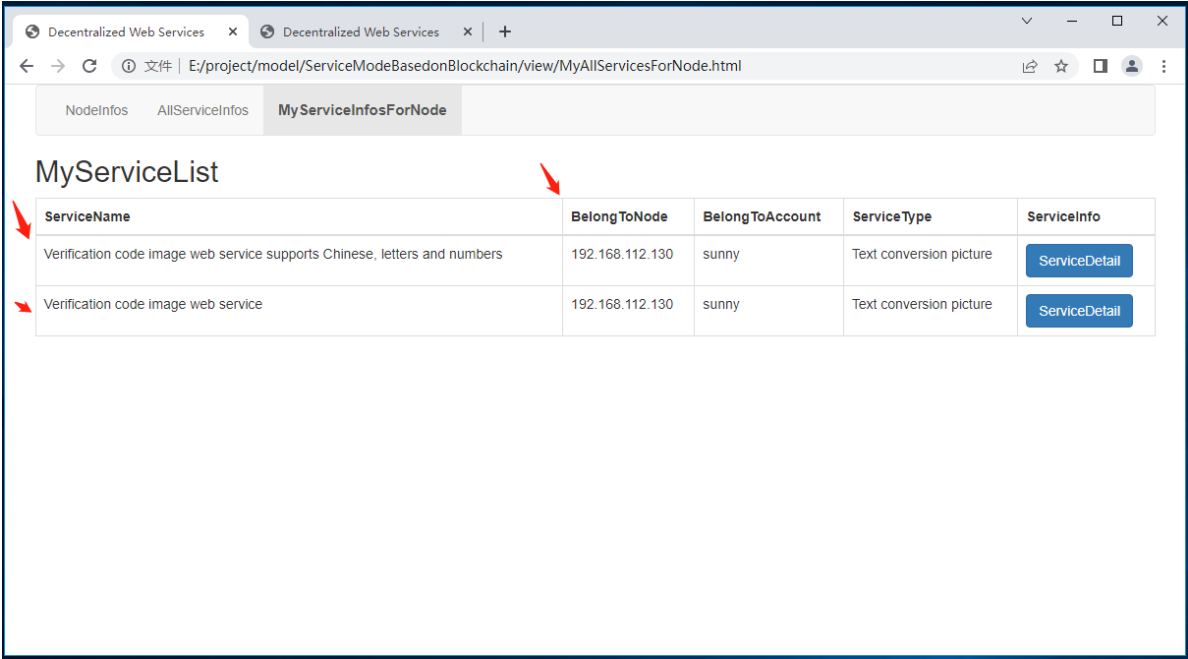 Decentralized Web Services
Decentralized Web Services
文件 E:/project/model/ServiceModeBasedonBlockchain/view/MyAllServicesForNode.html
NodeInfos AllServiceInfos MyServiceInfosForNode
MyServiceList
ServiceName BelongToNode BelongToAccount ServiceType ServiceInfo
Verification code image web service supports Chinese, letters and numbers 192.168.112.130 sunny Text conversion picture ServiceDetail
Verification code image web service 192.168.112.130 sunny Text conversion picture ServiceDetail